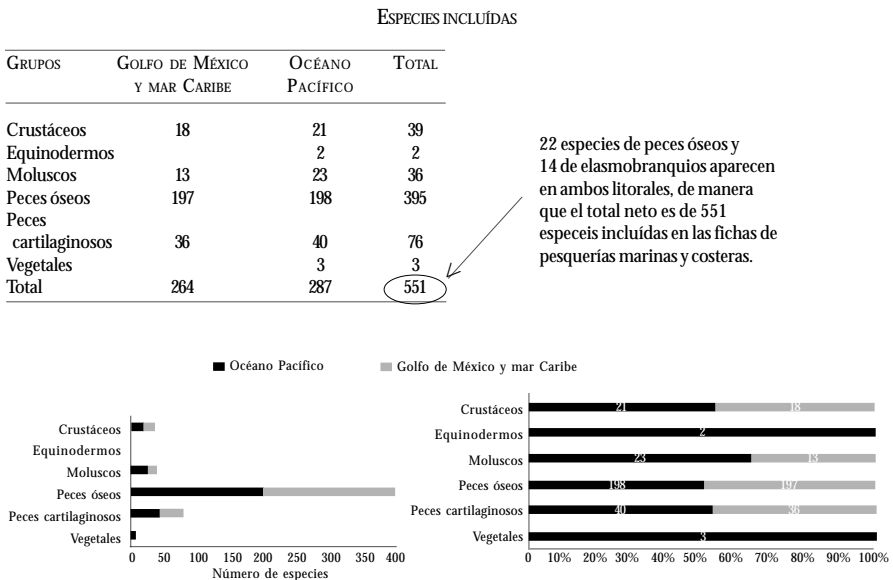 ESPECIES INCLUÍDAS
GRUPOS GOLFO DE MÉXICO OCÉANO TOTAL
Y MAR CARIBE PACÍFICO
Crustáceos 18 21 39
Equinodermos 2 2
Moluscos 13 23 36
Peces óseos 197 198 395
Peces
cartilaginosos 36 40 76
Vegetales 3 3
Total 264 287 551
22 especies de peces óseos y
14 de elasmobranquios aparecen
en ambos litorales, de manera
que el total neto es de 551
especeis incluídas en las fichas de
pesquerías marinas y costeras.
Océano Pacífico Golfo de México y mar Caribe
Crustáceos
Equinodermos
Moluscos
Peces óseos
Peces cartilaginosos
Vegetales
0 50 100 150 200 250 300 350 400
Número de especies
Crustáceos 21 18
Equinodermos 2
Moluscos 23 13
Peces óseos 198 197
Peces cartilaginosos 40 36
Vegetales 3
0 10% 20% 30% 40% 50% 60% 70% 80% 90% 100%